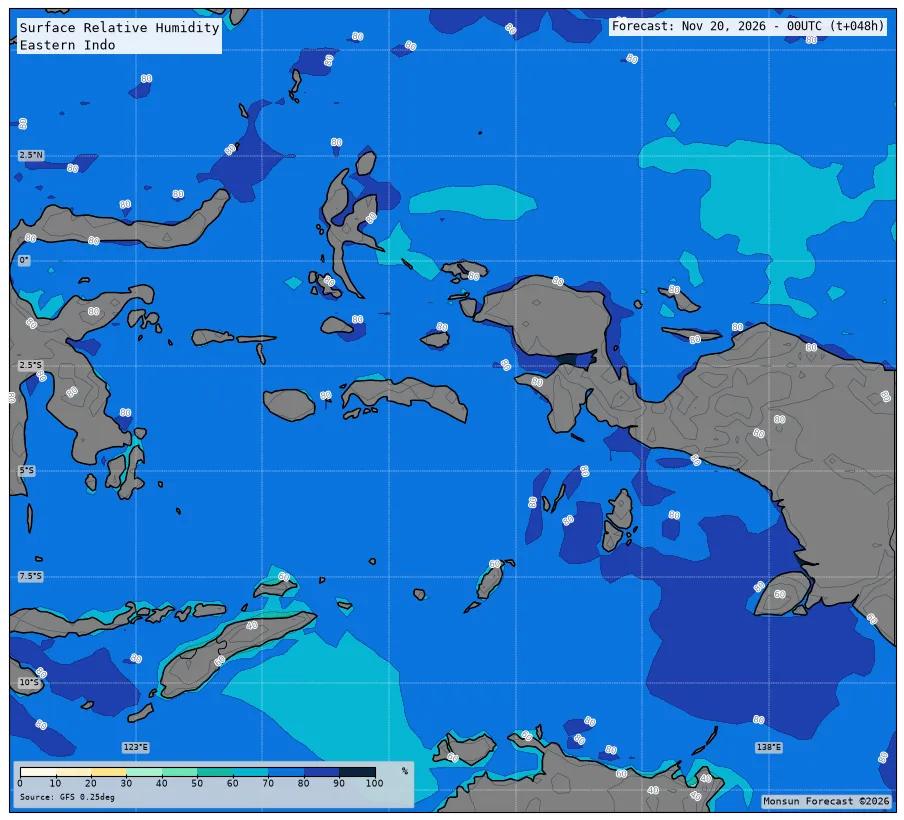 Surface Relative Humidity
Eastern Indo
Forecast: Nov 20, 2026 - 00UTC (t+048h)
2.5°N
0°
2.5°S
5°S
7.5°S
10°S
123°E
138°E
0 10 20 30 40 50 60 70 80 90 100 %
Source: GFS 0.25deg
Monsun Forecast ©2026